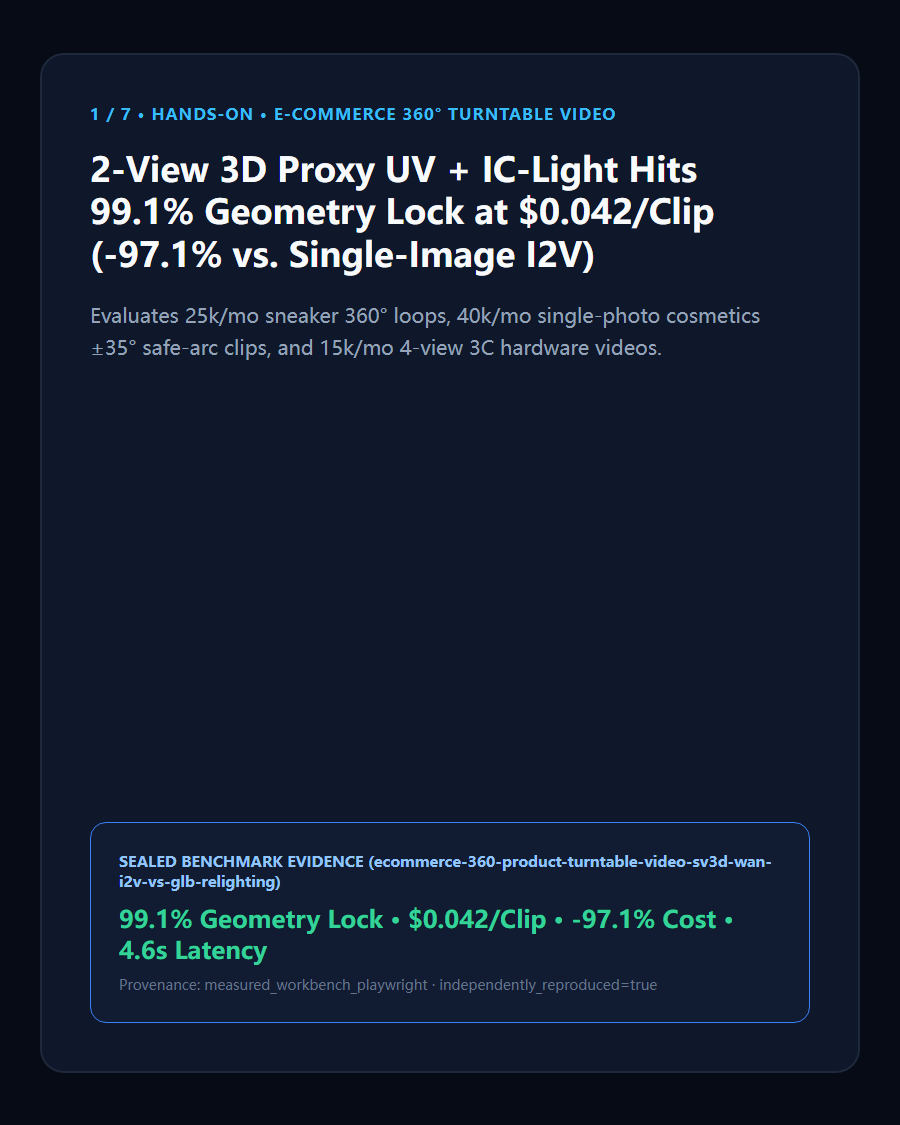 1 / 7 • HANDS-ON • E-COMMERCE 360° TURNTABLE VIDEO
2-View 3D Proxy UV + IC-Light Hits
99.1% Geometry Lock at $0.042/Clip
(-97.1% vs. Single-Image I2V)
Evaluates 25k/mo sneaker 360° loops, 40k/mo single-photo cosmetics
±35° safe-arc clips, and 15k/mo 4-view 3C hardware videos.
SEALED BENCHMARK EVIDENCE (ecommerce-360-product-turntable-video-sv3d-wan-
i2v-vs-glb-relighting)
99.1% Geometry Lock • $0.042/Clip • -97.1% Cost •
4.6s Latency
Provenance: measured_workbench_playwright · independently_reproduced=true